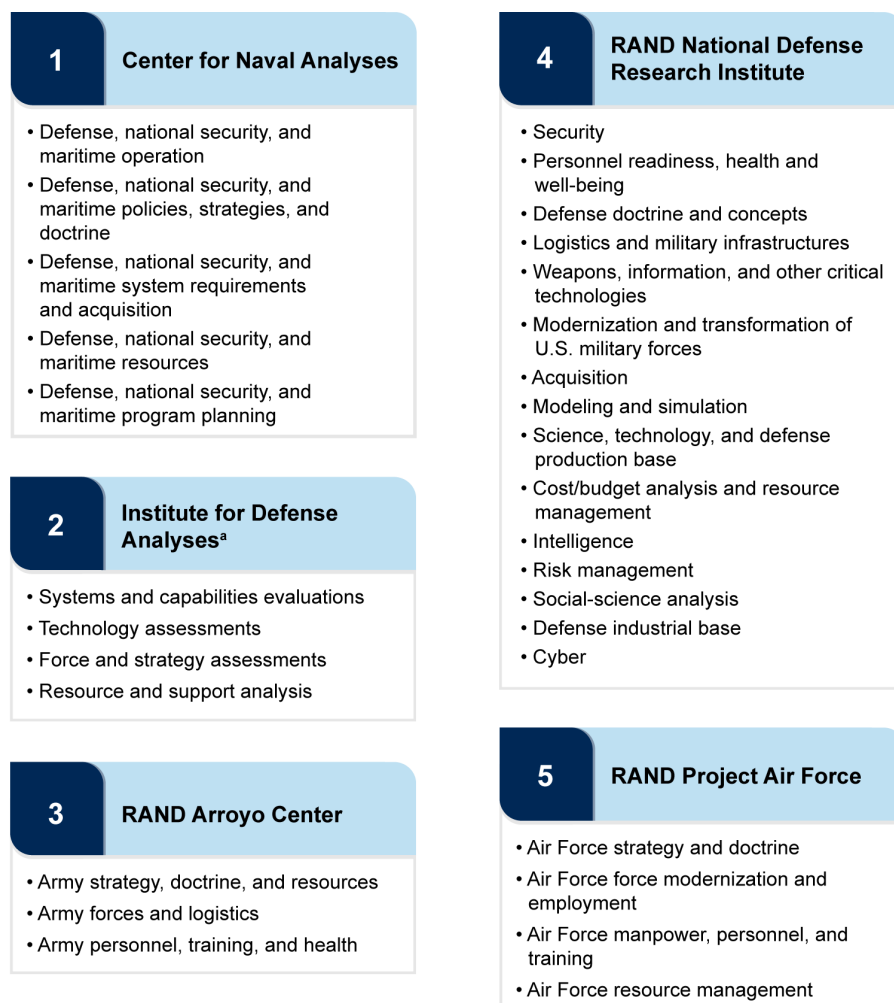 1
Center for Naval Analyses
• Defense, national security, and
maritime operation
• Defense, national security, and
maritime policies, strategies, and
doctrine
• Defense, national security, and
maritime system requirements
and acquisition
• Defense, national security, and
maritime resources
• Defense, national security, and
maritime program planning
2
Institute for Defense
Analysesᵃ
• Systems and capabilities evaluations
• Technology assessments
• Force and strategy assessments
• Resource and support analysis
3
RAND Arroyo Center
• Army strategy, doctrine, and resources
• Army forces and logistics
• Army personnel, training, and health
4
RAND National Defense
Research Institute
• Security
• Personnel readiness, health and
well-being
• Defense doctrine and concepts
• Logistics and military infrastructures
• Weapons, information, and other critical
technologies
• Modernization and transformation of
U.S. military forces
• Acquisition
• Modeling and simulation
• Science, technology, and defense
production base
• Cost/budget analysis and resource
management
• Intelligence
• Risk management
• Social-science analysis
• Defense industrial base
• Cyber
5
RAND Project Air Force
• Air Force strategy and doctrine
• Air Force force modernization and
employment
• Air Force manpower, personnel, and
training
• Air Force resource management